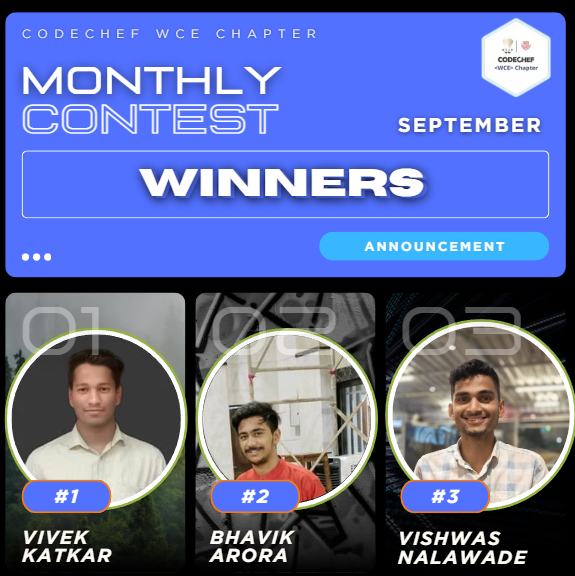 CODECHEF WCE CHAPTER
MONTHLY
CONTEST
CODECHEF
<WCE> Chapter
SEPTEMBER
WINNERS
ANNOUNCEMENT
01
02
03
#1
#2
#3
VIVEK
KATKAR
BHAVIK
ARORA
VISHWAS
NALAWADE